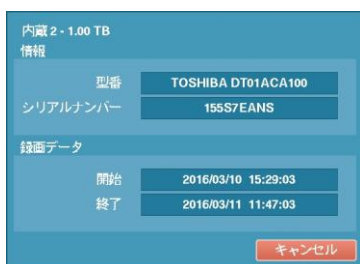 内蔵 2 - 1.00 TB
情報
型番 TOSHIBA DT01ACA100
シリアルナンバー 155S7EANS
録画データ
開始 2016/03/10 15:29:03
終了 2016/03/11 11:47:03
キャンセル